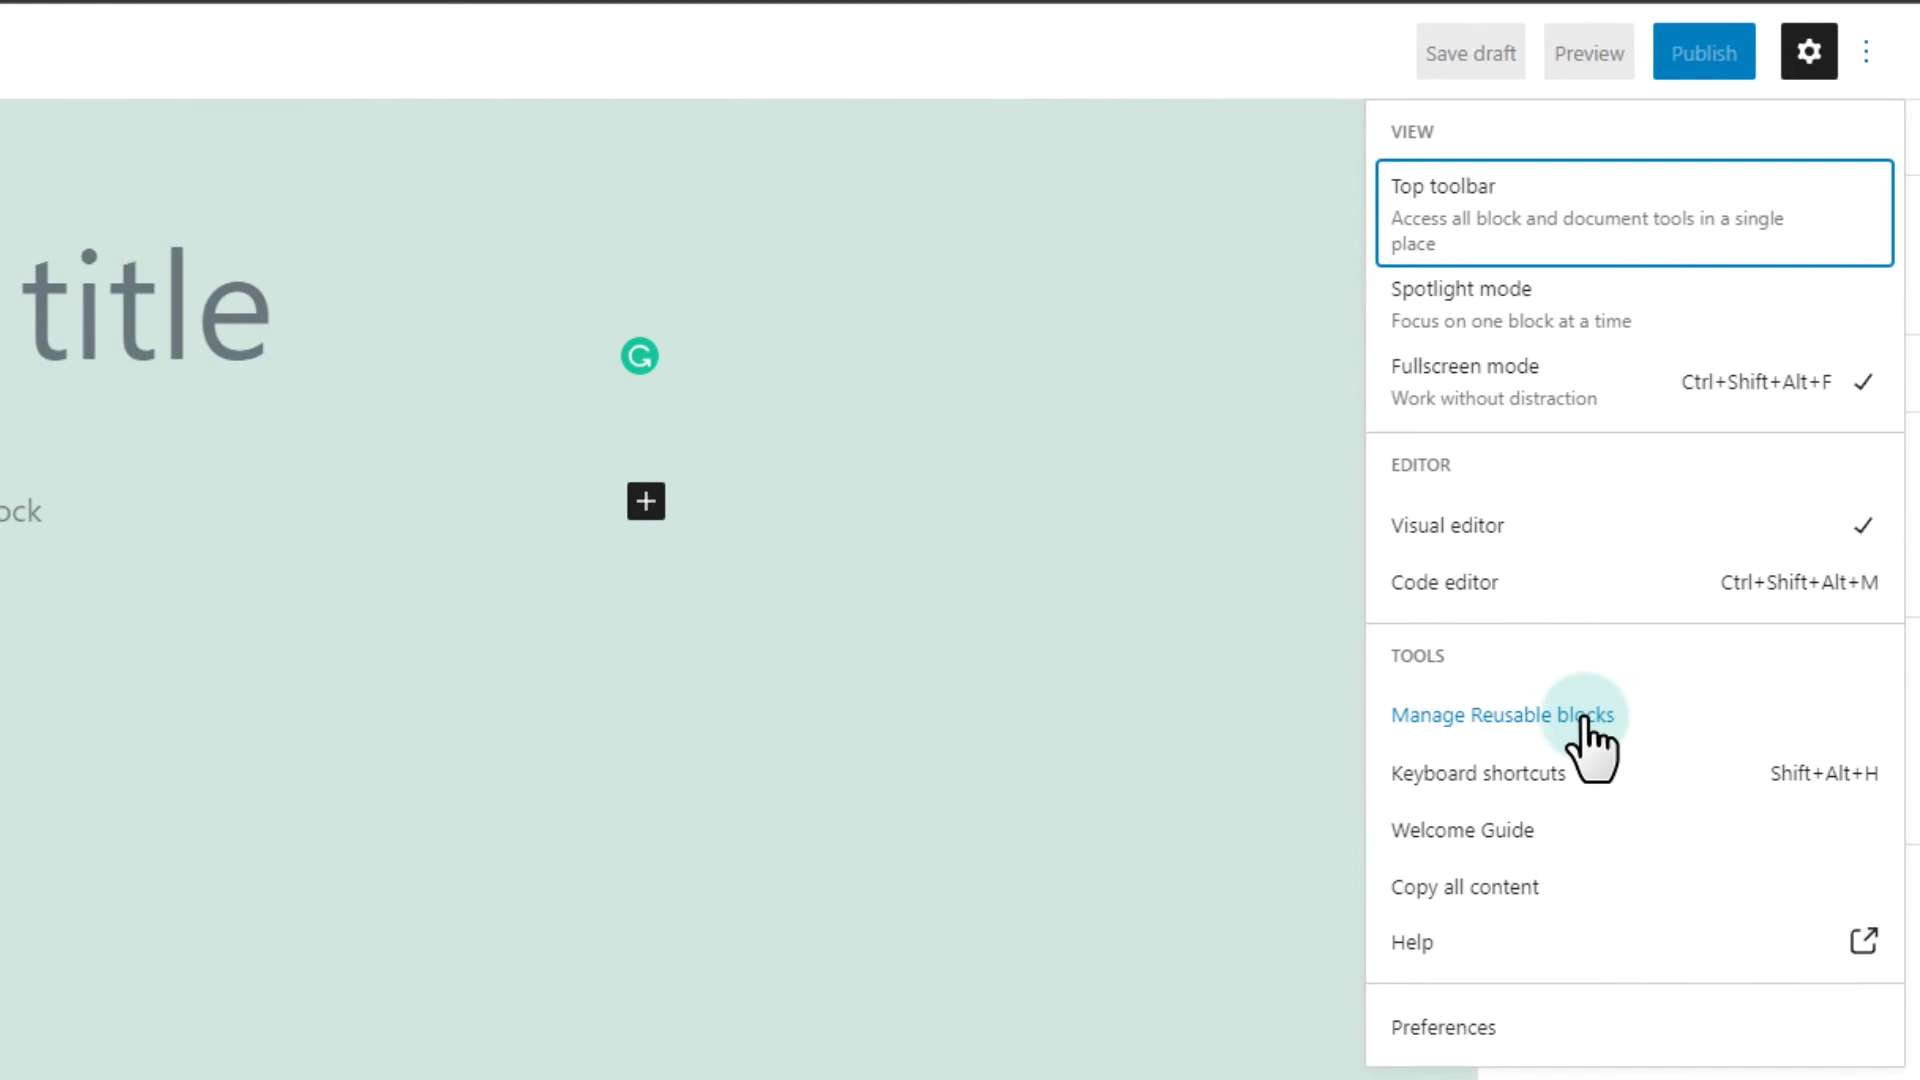 Save draft Preview Publish
VIEW
Top toolbar
Access all block and document tools in a single
place
Spotlight mode
Focus on one block at a time
Fullscreen mode
Ctrl+Shift+Alt+F
Work without distraction
EDITOR
Visual editor
Code editor Ctrl+Shift+Alt+M
TOOLS
Manage Reusable blocks
Keyboard shortcuts Shift+Alt+H
Welcome Guide
Copy all content
Help
Preferences
title
ock